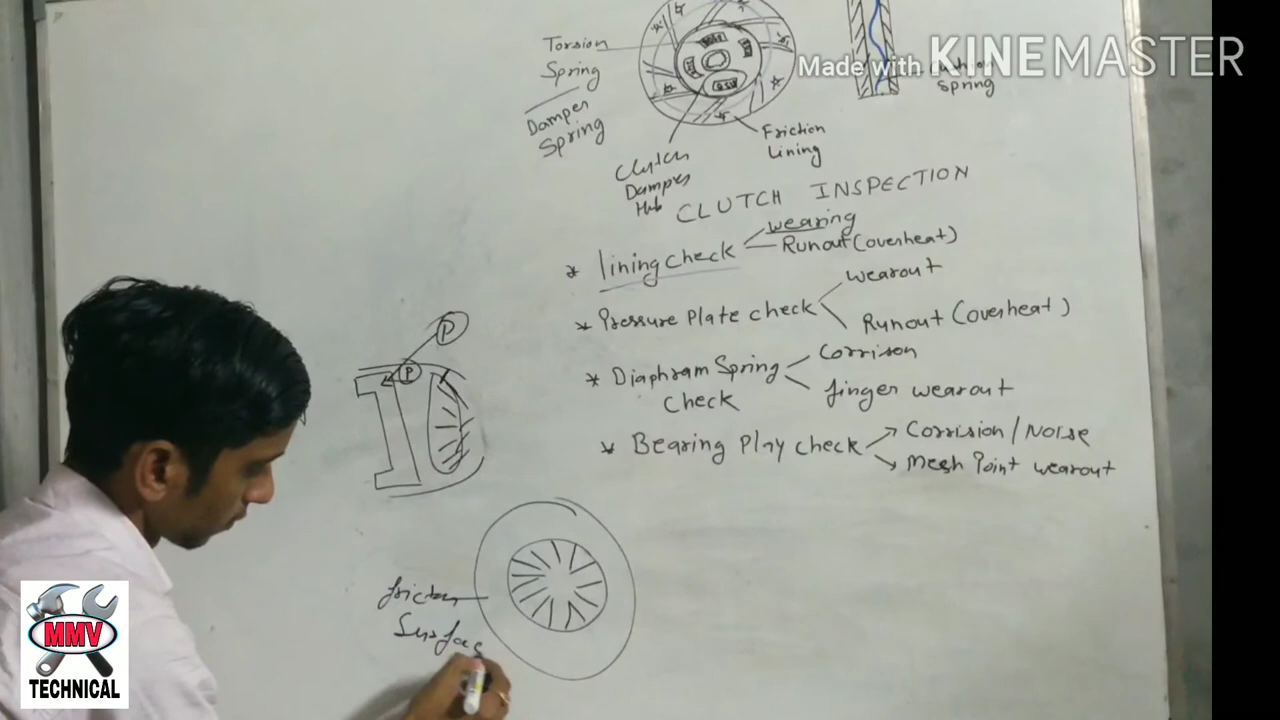 Torsion
Spring
Damper
Spring
Clutch
Damper
Hub
Friction
Lining
spring
Made with KINEMASTER
CLUTCH INSPECTION
* lining check
wearing
Runout (overheat)
* Pressure Plate check
wearout
Runout (overheat)
* Diaphram Spring
check
Corrison
finger wearout
* Bearing Play check
Corrision / Noise
Mesh Point wearout
P
P
friction
Surfac
MMV
TECHNICAL